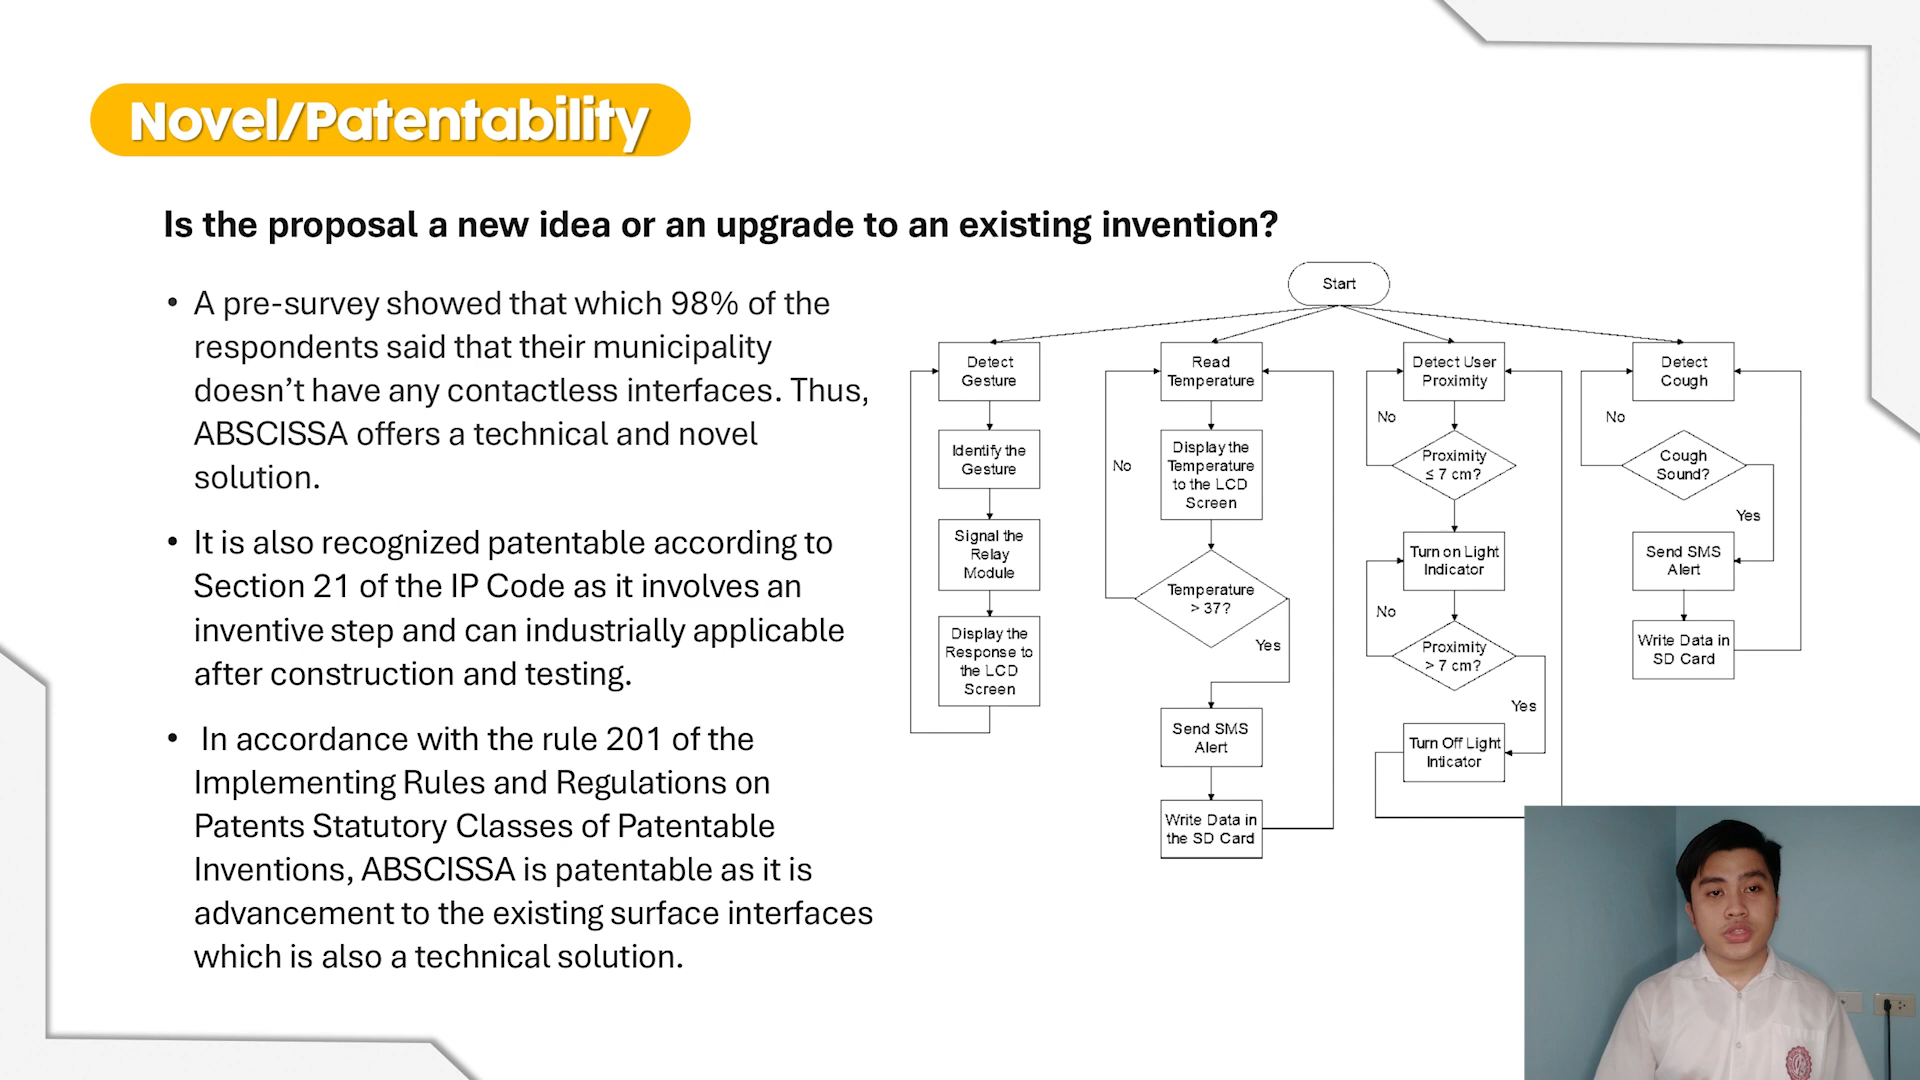 Novel/Patentability
Is the proposal a new idea or an upgrade to an existing invention?
• A pre-survey showed that which 98% of the
respondents said that their municipality
doesn't have any contactless interfaces. Thus,
ABSCISSA offers a technical and novel
solution.
• It is also recognized patentable according to
Section 21 of the IP Code as it involves an
inventive step and can industrially applicable
after construction and testing.
• In accordance with the rule 201 of the
Implementing Rules and Regulations on
Patents Statutory Classes of Patentable
Inventions, ABSCISSA is patentable as it is
advancement to the existing surface interfaces
which is also a technical solution.
Start
Detect
Gesture
Identify the
Gesture
Signal the
Relay
Module
Display the
Response to
the LCD
Screen
Read
Temperature
Display the
Temperature
to the LCD
Screen
No
Temperature
> 37?
Yes
Send SMS
Alert
Write Data in
the SD Card
Detect User
Proximity
No
Proximity
≤ 7 cm?
Turn on Light
Indicator
No
Proximity
> 7 cm?
Yes
Turn Off Light
Inticator
Detect
Cough
No
Cough
Sound?
Yes
Send SMS
Alert
Write Data in
SD Card